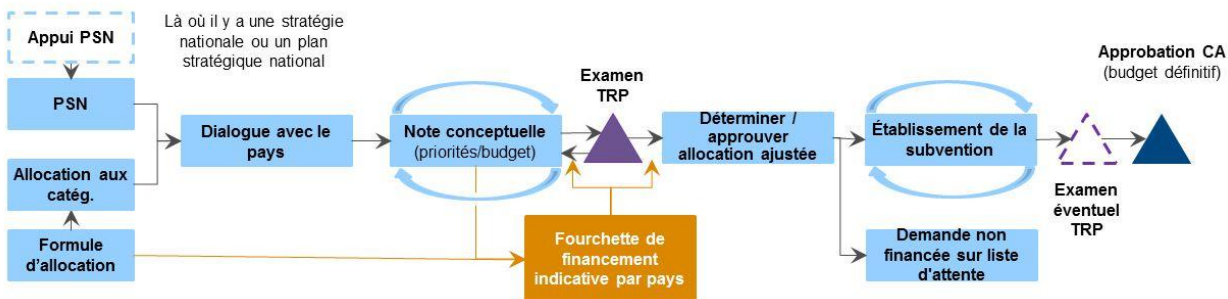 Appui PSN
Là où il y a une stratégie
nationale ou un plan
stratégique national
PSN
Allocation aux
catég.
Formule
d'allocation
Dialogue avec le
pays
Note conceptuelle
(priorités/budget)
Examen
TRP
Fourchette de
financement
indicative par pays
Déterminer /
approuver
allocation ajustée
Établissement de la
subvention
Demande non
financée sur liste
d'attente
Examen
éventuel
TRP
Approbation CA
(budget définitif)